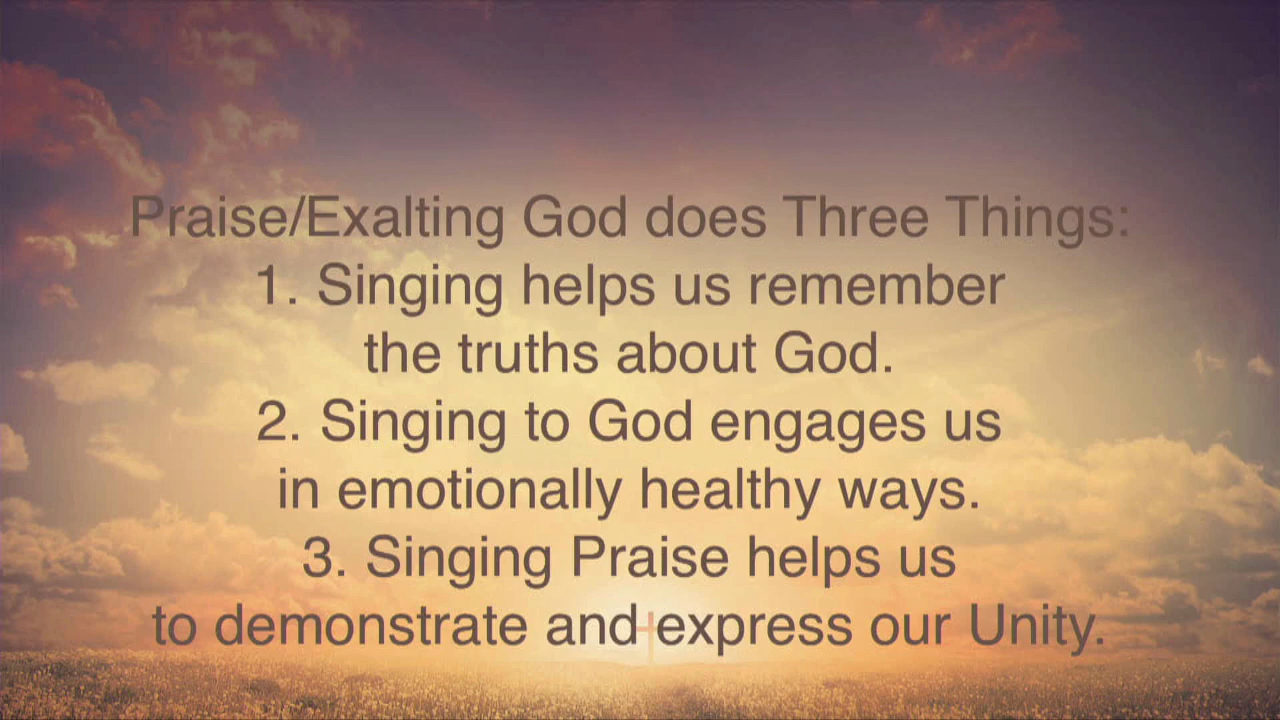 Praise/Exalting God does Three Things:
1. Singing helps us remember
the truths about God.
2. Singing to God engages us
in emotionally healthy ways.
3. Singing Praise helps us
to demonstrate and express our Unity.